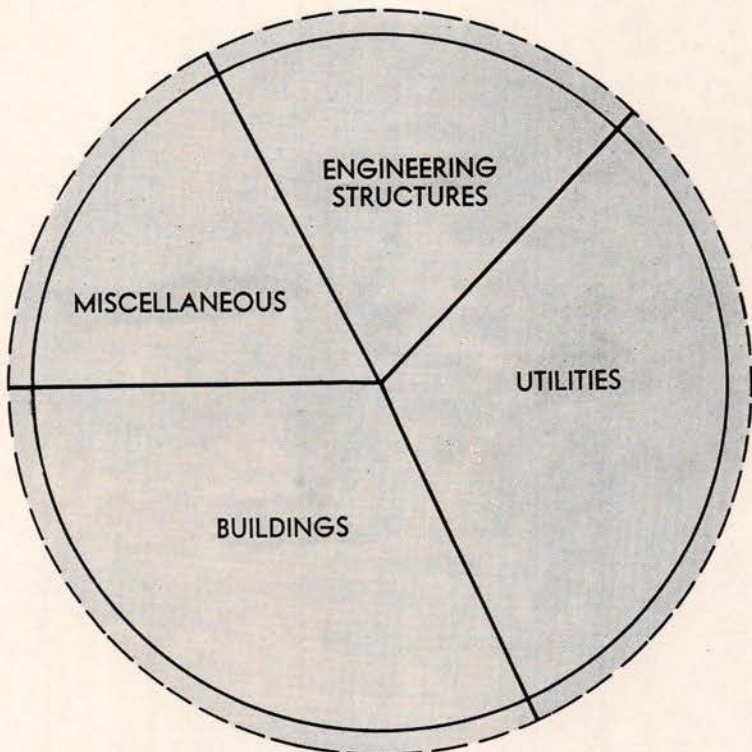 ENGINEERING
STRUCTURES
MISCELLANEOUS
UTILITIES
BUILDINGS